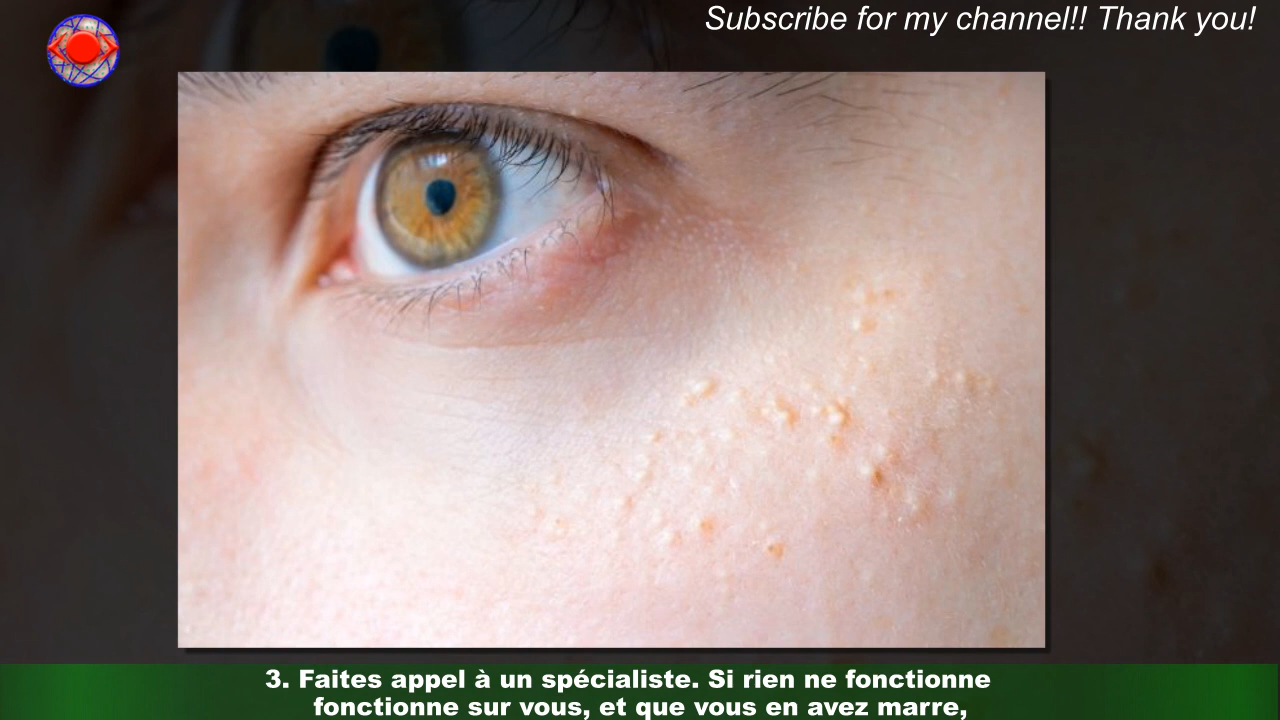 Subscribe for my channel!! Thank you!
3. Faites appel à un spécialiste. Si rien ne fonctionne
fonctionne sur vous, et que vous en avez marre,